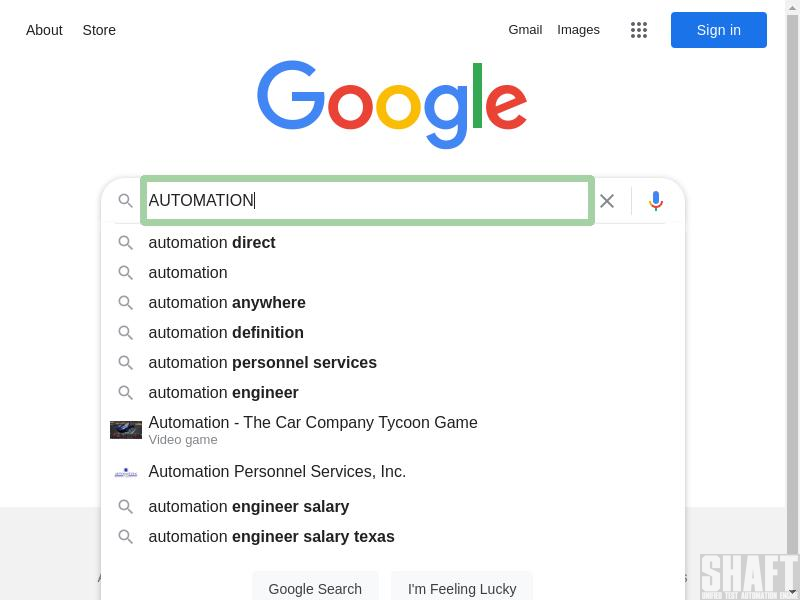 About Store Gmail Images Sign in
Google
AUTOMATION
automation direct
automation
automation anywhere
automation definition
automation personnel services
automation engineer
Automation - The Car Company Tycoon Game
Video game
Automation Personnel Services, Inc.
automation engineer salary
automation engineer salary texas
Google Search I'm Feeling Lucky
SHAFT